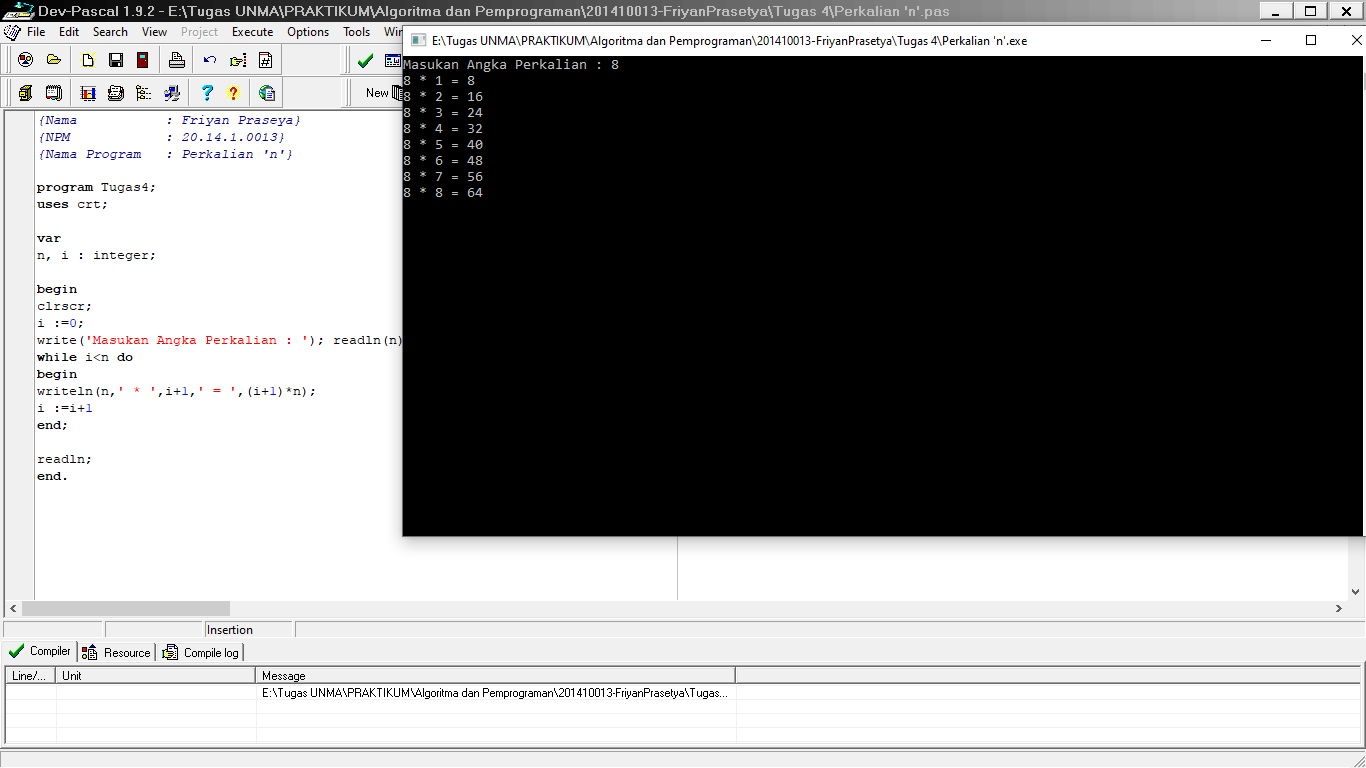 Dev-Pascal 1.9.2 - E:\Tugas UNMA\PRAKTIKUM\Algoritma dan Pemprograman\201410013-FriyanPrasetya\Tugas 4\Perkalian 'n'.pas
File Edit Search View Project Execute Options Tools Win
New
{Nama           : Friyan Praseya}
{NPM            : 20.14.1.0013}
{Nama Program   : Perkalian 'n'}
program Tugas4;
uses crt;
var
n, i : integer;
begin
clrscr;
i :=0;
write('Masukan Angka Perkalian : '); readln(n)
while i<n do
begin
writeln(n,' * ',i+1,' = ',(i+1)*n);
i :=i+1
end;
readln;
end.
E:\Tugas UNMA\PRAKTIKUM\Algoritma dan Pemprograman\201410013-FriyanPrasetya\Tugas 4\Perkalian 'n'.exe
Masukan Angka Perkalian : 8
8 * 1 = 8
8 * 2 = 16
8 * 3 = 24
8 * 4 = 32
8 * 5 = 40
8 * 6 = 48
8 * 7 = 56
8 * 8 = 64
Insertion
Compiler Resource Compile log
Line/... Unit Message
E:\Tugas UNMA\PRAKTIKUM\Algoritma dan Pemprograman\201410013-FriyanPrasetya\Tugas...